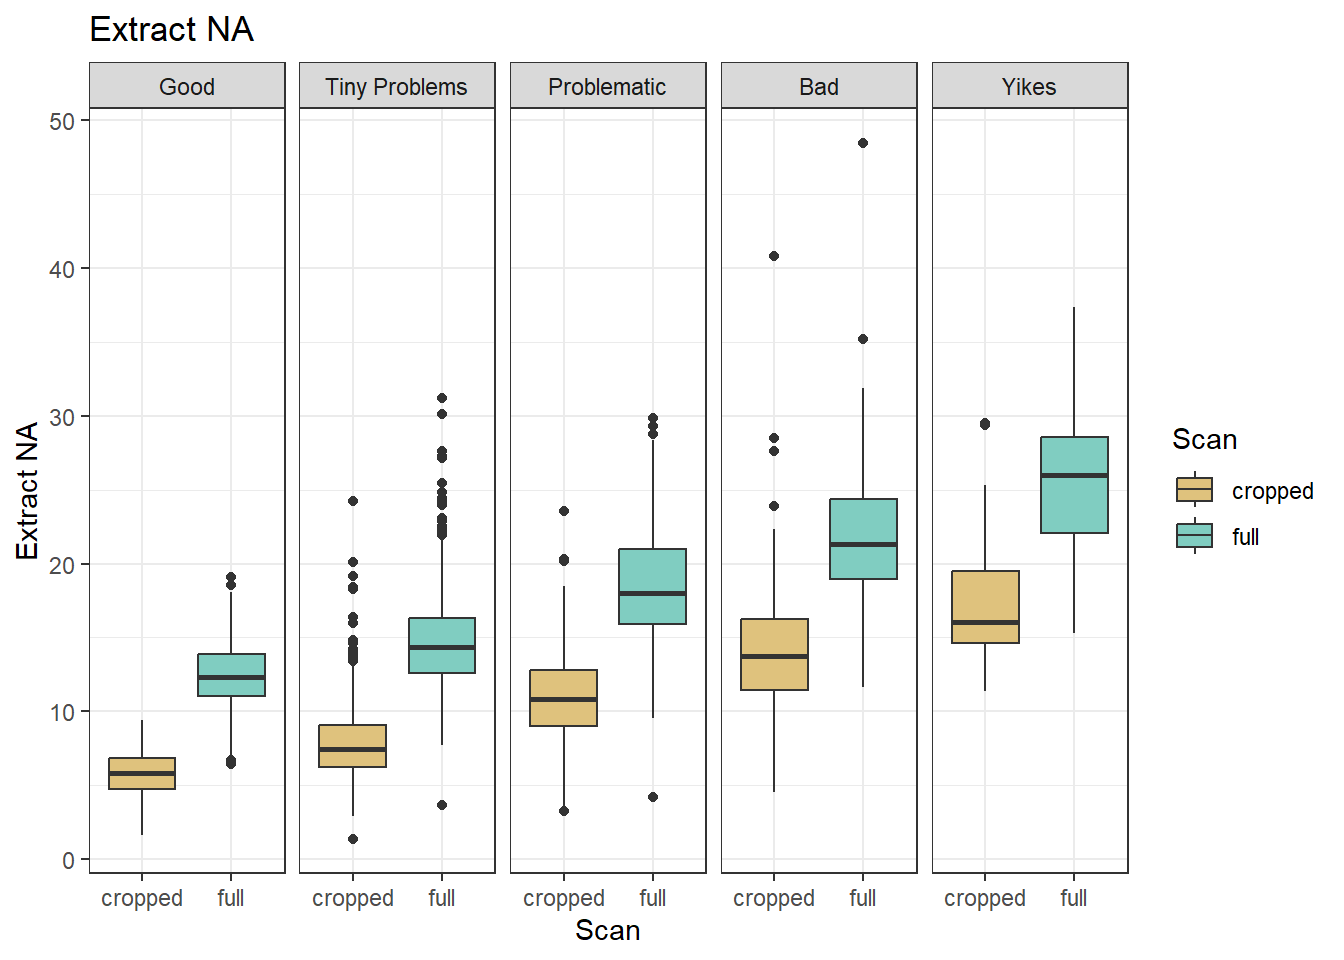 Extract NA
Good
Tiny Problems
Problematic
Bad
Yikes
50
40
30
20
10
0
Extract NA
cropped full
cropped full
cropped full
cropped full
cropped full
Scan
Scan
cropped
full